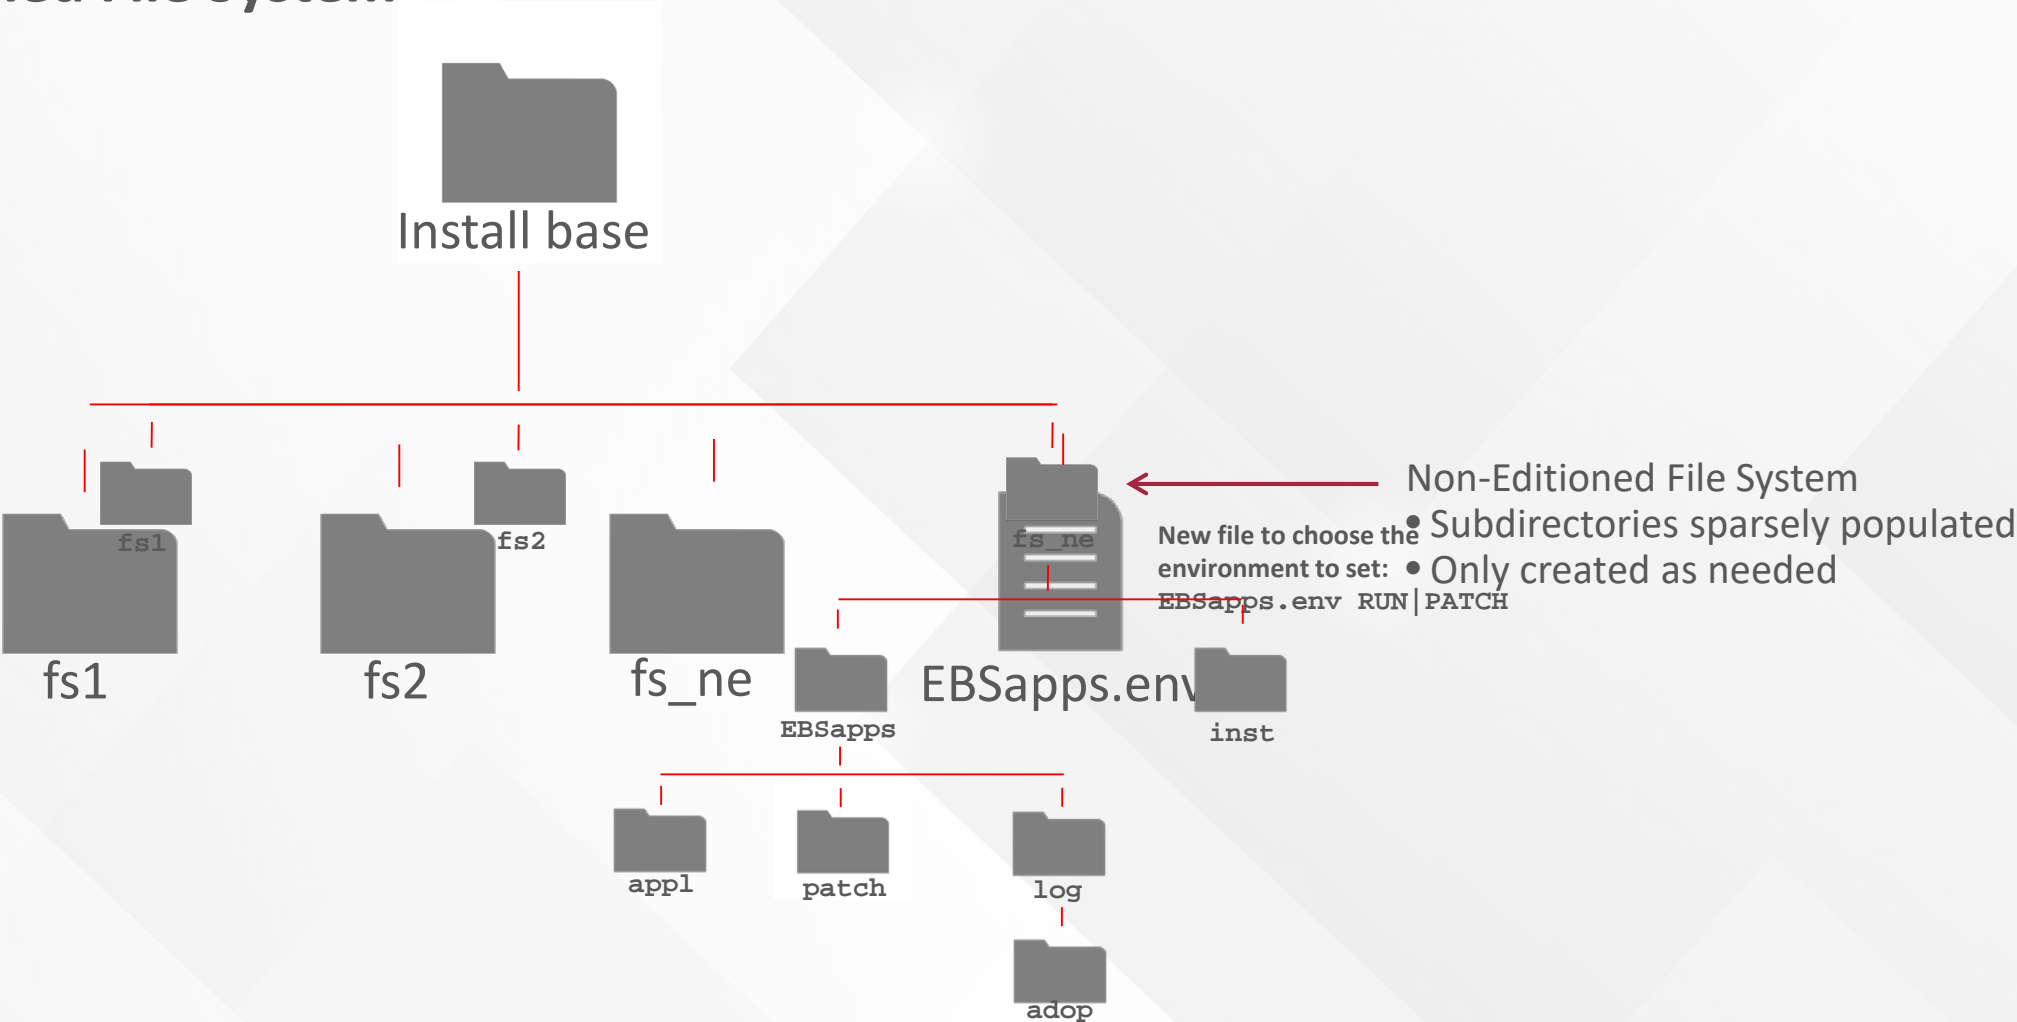 File System
Install base
fs1
fs2
fs_ne
Non-Editioned File System
• Subdirectories sparsely populated
• Only created as needed
New file to choose the
environment to set:
EBSapps.env RUN|PATCH
fs1
fs2
fs_ne
EBSapps.env
EBSapps
inst
appl
patch
log
adop